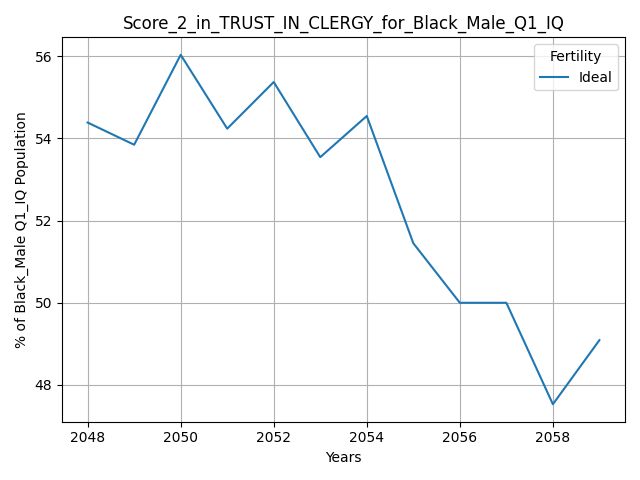 Score_2_in_TRUST_IN_CLERGY_for_Black_Male_Q1_IQ
Fertility
Ideal
% of Black_Male Q1_IQ Population
56
54
52
50
48
2048
2050
2052
2054
2056
2058
Years